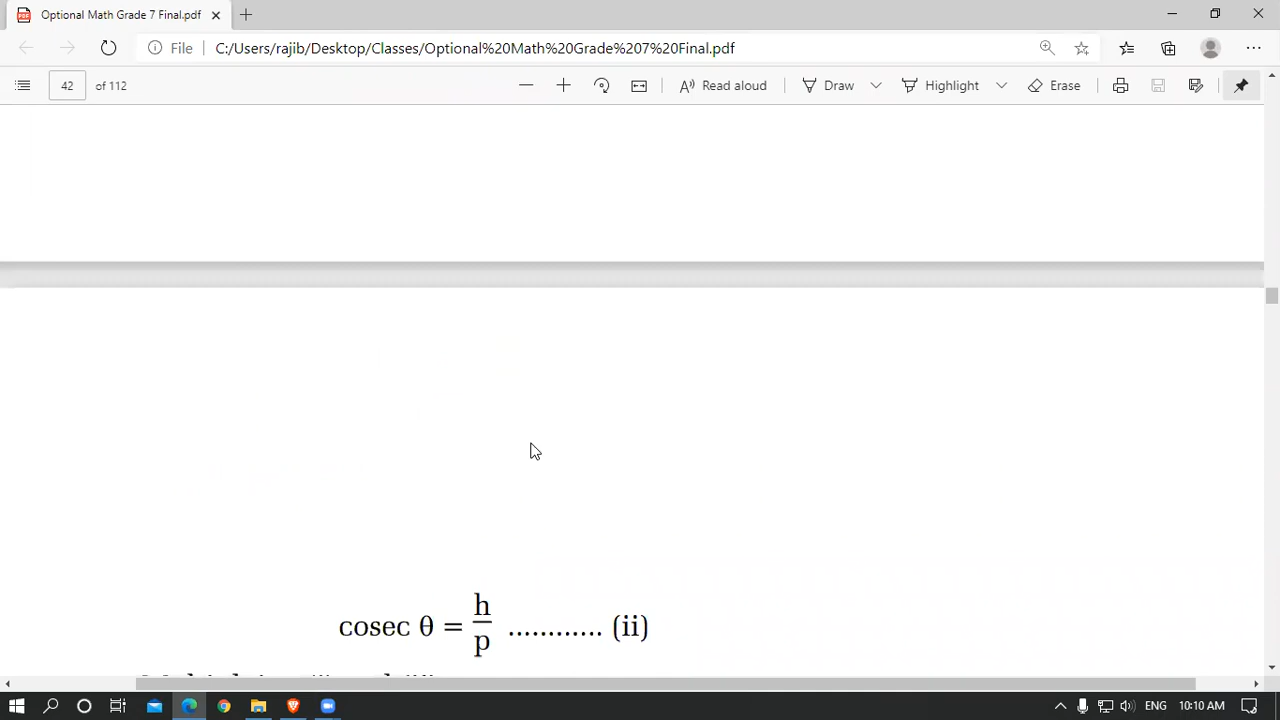 Optional Math Grade 7 Final.pdf
File C:/Users/rajib/Desktop/Classes/Optional%20Math%20Grade%207%20Final.pdf
42 of 112 Read aloud Draw Highlight Erase
cosec θ = h/p ............ (ii)
ENG 10:10 AM